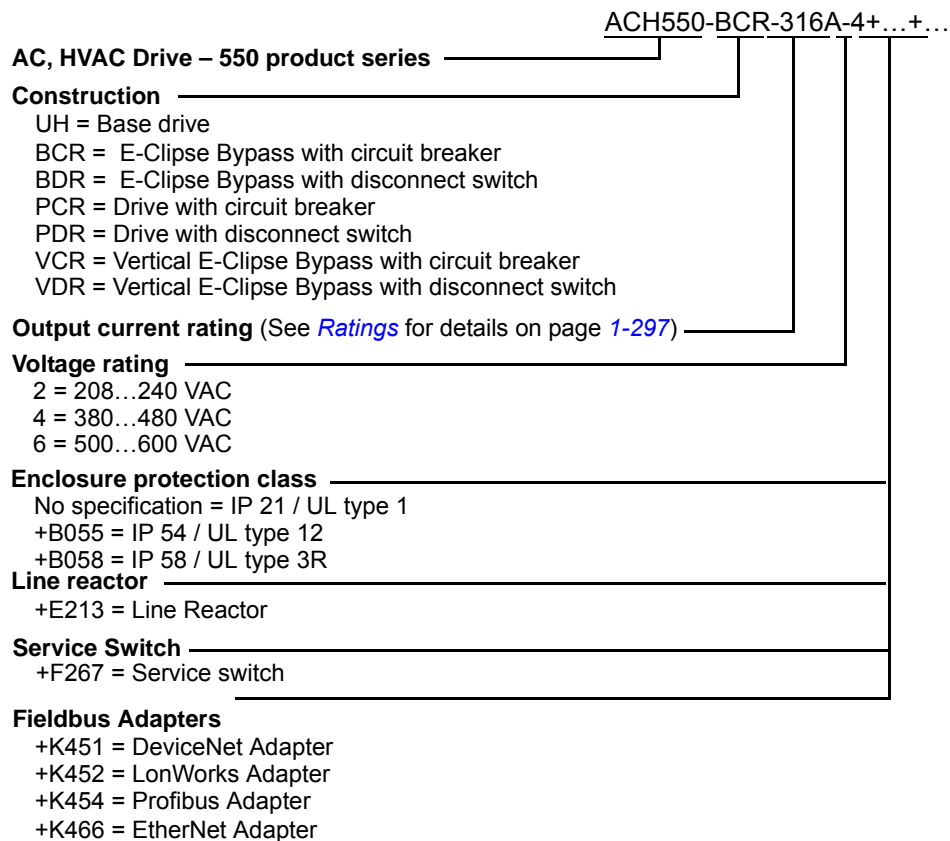 ACH550-BCR-316A-4+…+…
AC, HVAC Drive – 550 product series
Construction
UH = Base drive
BCR = E-Clipse Bypass with circuit breaker
BDR = E-Clipse Bypass with disconnect switch
PCR = Drive with circuit breaker
PDR = Drive with disconnect switch
VCR = Vertical E-Clipse Bypass with circuit breaker
VDR = Vertical E-Clipse Bypass with disconnect switch
Output current rating (See Ratings for details on page 1-297)
Voltage rating
2 = 208…240 VAC
4 = 380…480 VAC
6 = 500…600 VAC
Enclosure protection class
No specification = IP 21 / UL type 1
+B055 = IP 54 / UL type 12
+B058 = IP 58 / UL type 3R
Line reactor
+E213 = Line Reactor
Service Switch
+F267 = Service switch
Fieldbus Adapters
+K451 = DeviceNet Adapter
+K452 = LonWorks Adapter
+K454 = Profibus Adapter
+K466 = EtherNet Adapter